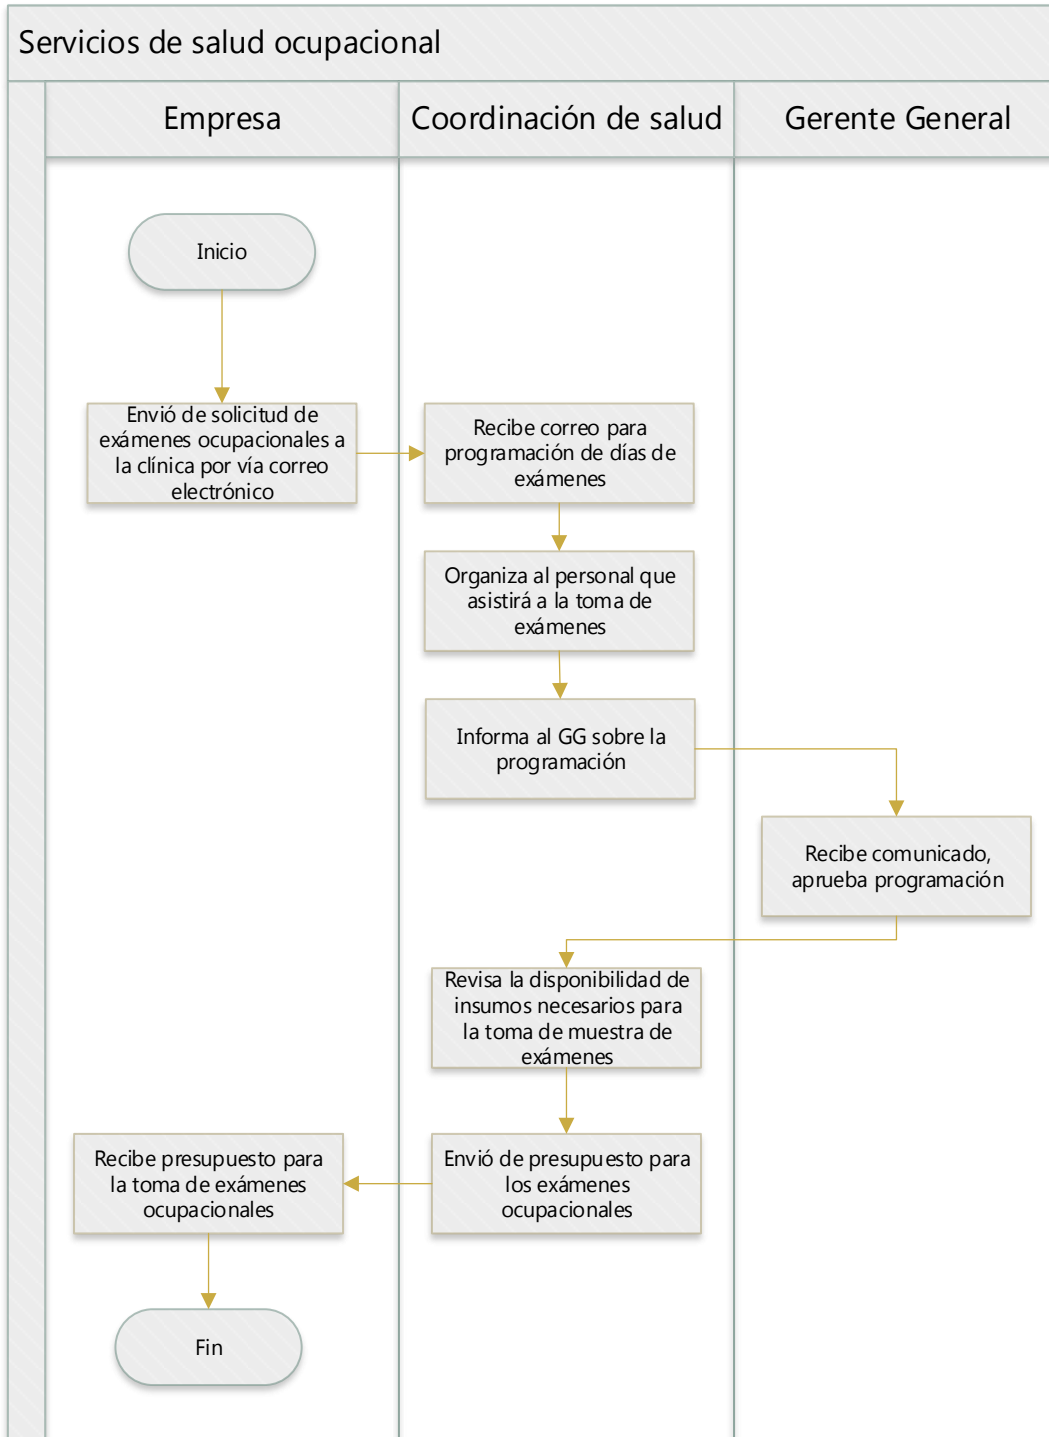 Servicios de salud ocupacional
Empresa
Coordinación de salud
Gerente General
Inicio
Envió de solicitud de
exámenes ocupacionales a
la clínica por vía correo
electrónico
Recibe correo para
programación de días de
exámenes
Organiza al personal que
asistirá a la toma de
exámenes
Informa al GG sobre la
programación
Recibe comunicado,
aprueba programación
Revisa la disponibilidad de
insumos necesarios para
la toma de muestra de
exámenes
Envió de presupuesto para
los exámenes
ocupacionales
Recibe presupuesto para
la toma de exámenes
ocupacionales
Fin